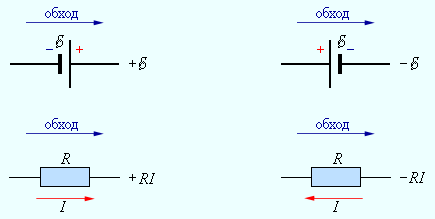 обход
− ℰ +
+ℰ
обход
+ ℰ −
−ℰ
обход
R
+RI
I
обход
R
−RI
I